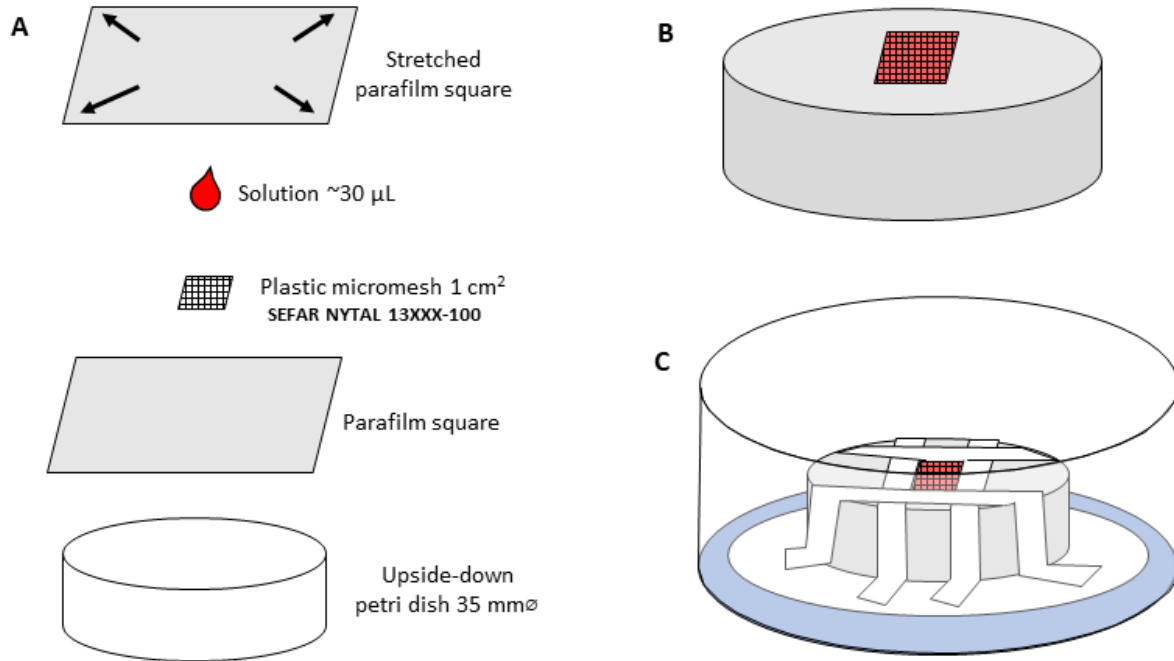 A
Stretched
parafilm square
Solution ~30 µL
Plastic micromesh 1 cm²
SEFAR NYTAL 13XXX-100
Parafilm square
Upside-down
petri dish 35 mm⌀
B
C